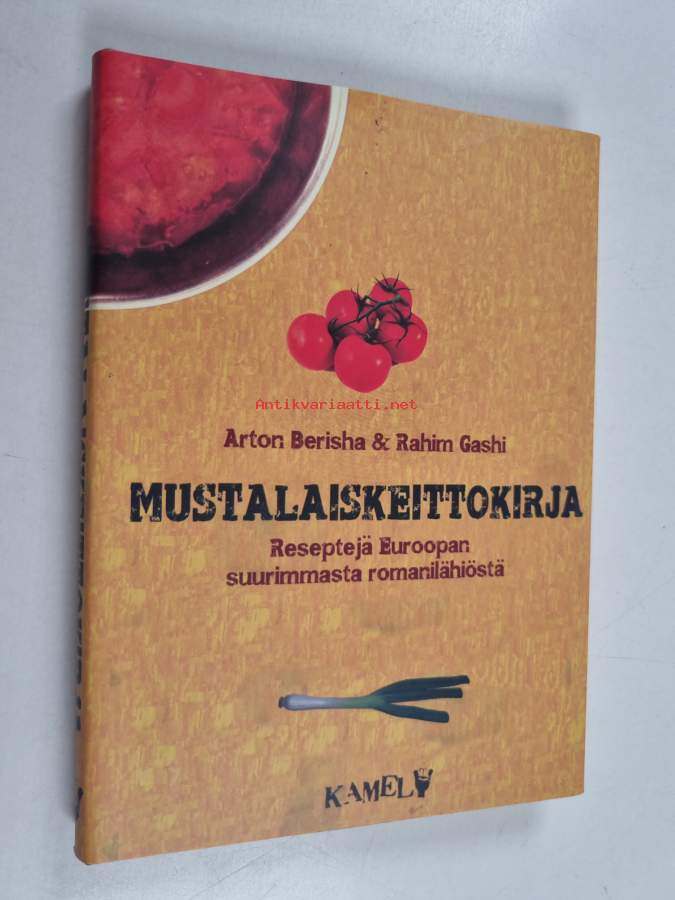 Antikvariaatti.net
Arton Berisha & Rahim Gashi
MUSTALAISKEITTOKIRJA
Reseptejä Euroopan
suurimmasta romanilähiöstä
KAMEL